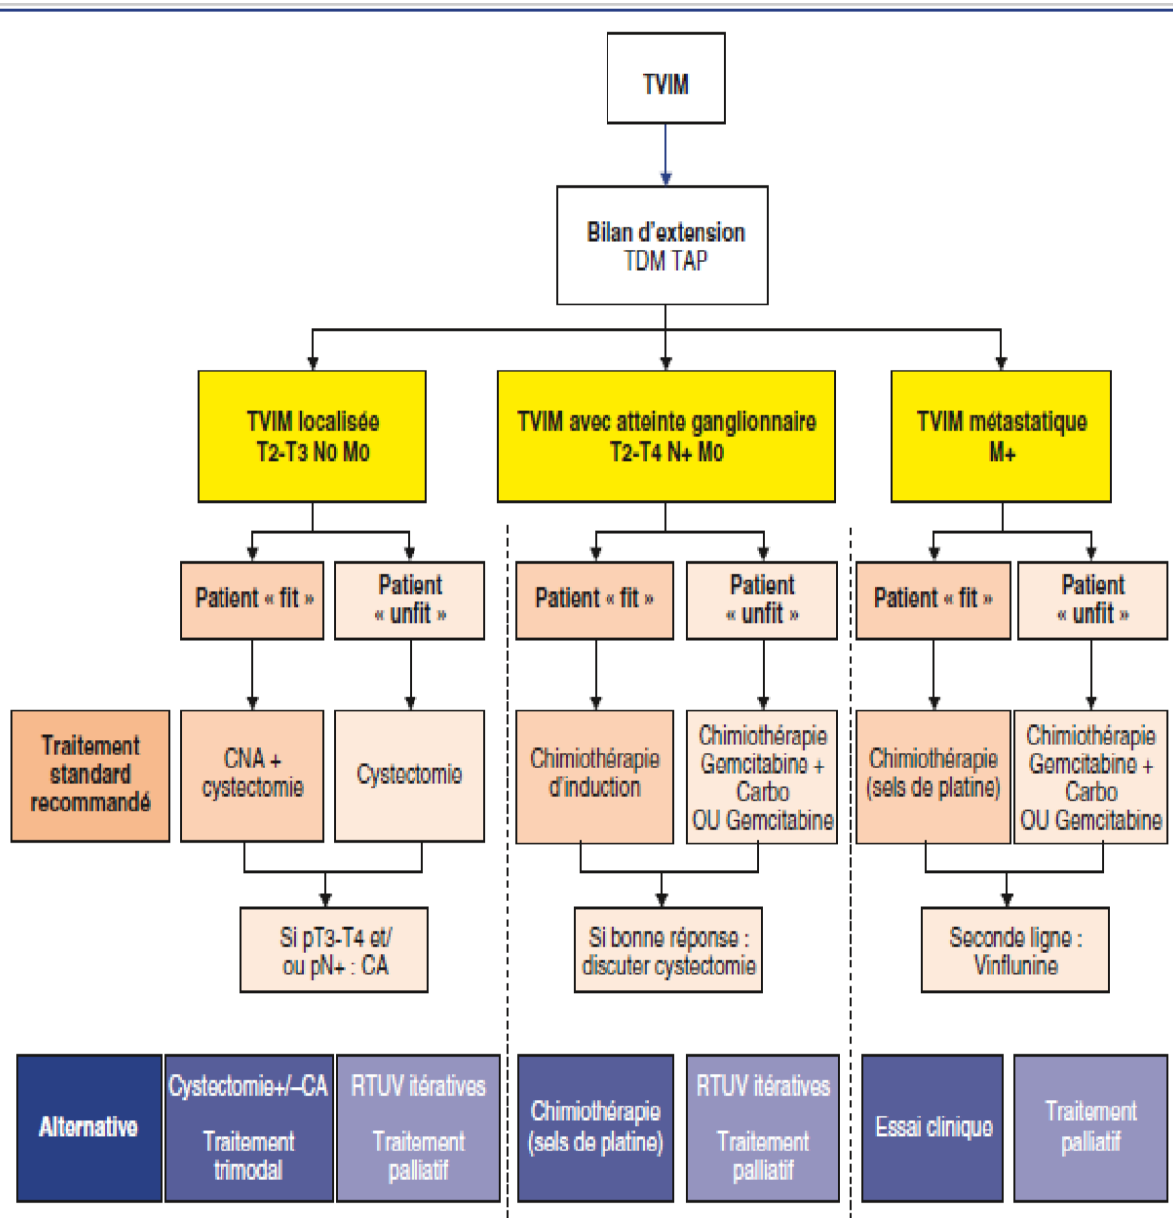 TVIM
Bilan d'extension
TDM TAP
TVIM localisée
T2-T3 N0 M0
TVIM avec atteinte ganglionnaire
T2-T4 N+ M0
TVIM métastatique
M+
Patient « fit »
Patient
« unfit »
Patient « fit »
Patient
« unfit »
Patient « fit »
Patient
« unfit »
Traitement
standard
recommandé
CNA +
cystectomie
Cystectomie
Chimiothérapie
d'induction
Chimiothérapie
Gemcitabine +
Carbo
OU Gemcitabine
Chimiothérapie
(sels de platine)
Chimiothérapie
Gemcitabine +
Carbo
OU Gemcitabine
Si pT3-T4 et/
ou pN+ : CA
Si bonne réponse :
discuter cystectomie
Seconde ligne :
Vinflunine
Alternative
Cystectomie+/–CA
Traitement
trimodal
RTUV itératives
Traitement
palliatif
Chimiothérapie
(sels de platine)
RTUV itératives
Traitement
palliatif
Essai clinique
Traitement
palliatif